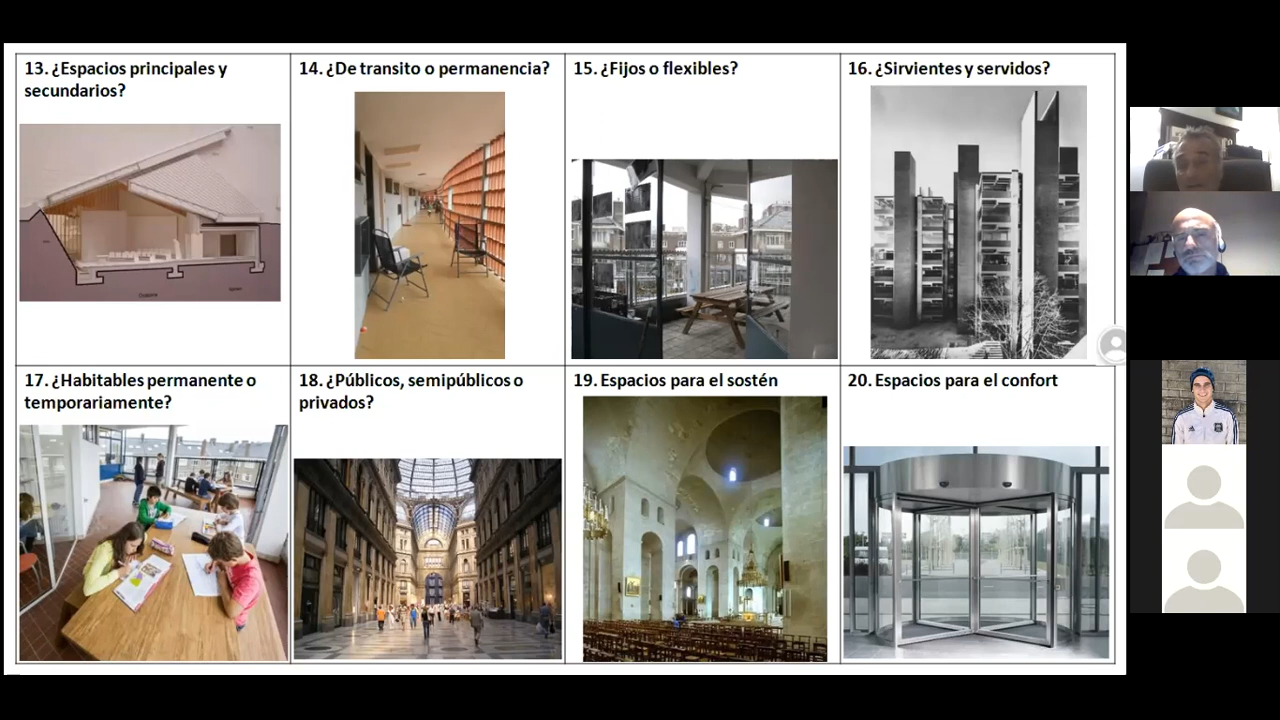 13. ¿Espacios principales y
secundarios?
14. ¿De transito o permanencia?
15. ¿Fijos o flexibles?
16. ¿Sirvientes y servidos?
17. ¿Habitables permanente o
temporariamente?
18. ¿Públicos, semipúblicos o
privados?
19. Espacios para el sostén
20. Espacios para el confort